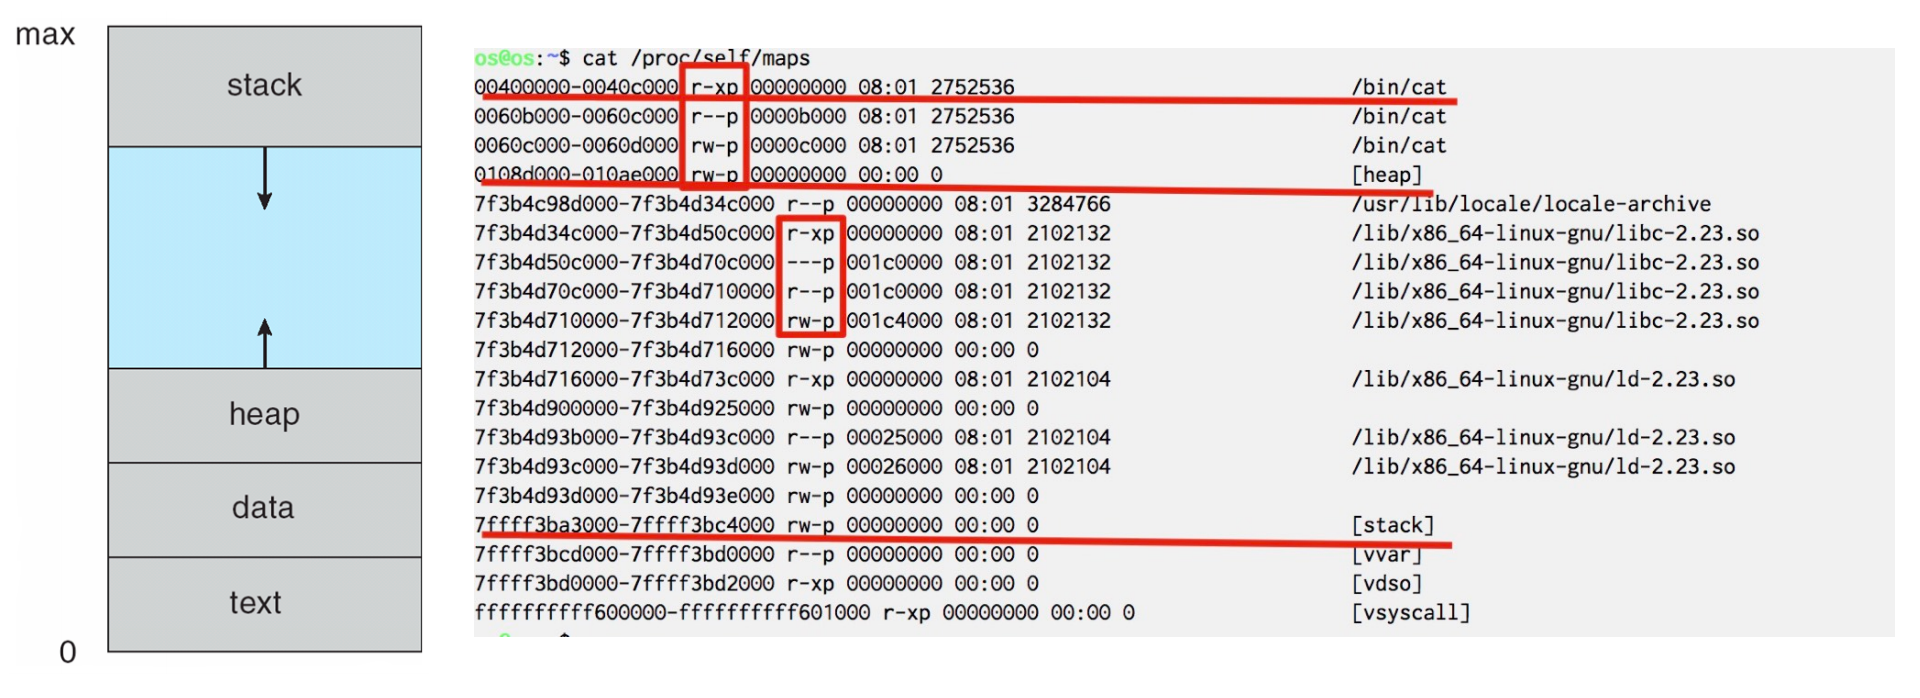 max
stack
heap
data
text
0
os@os:~$ cat /proc/self/maps
00400000-0040c000 r-xp 00000000 08:01 2752536 /bin/cat
0060b000-0060c000 r--p 0000b000 08:01 2752536 /bin/cat
0060c000-0060d000 rw-p 0000c000 08:01 2752536 /bin/cat
0108d000-010ae000 rw-p 00000000 00:00 0 [heap]
7f3b4c98d000-7f3b4d34c000 r--p 00000000 08:01 3284766 /usr/lib/locale/locale-archive
7f3b4d34c000-7f3b4d50c000 r-xp 00000000 08:01 2102132 /lib/x86_64-linux-gnu/libc-2.23.so
7f3b4d50c000-7f3b4d70c000 ---p 001c0000 08:01 2102132 /lib/x86_64-linux-gnu/libc-2.23.so
7f3b4d70c000-7f3b4d710000 r--p 001c0000 08:01 2102132 /lib/x86_64-linux-gnu/libc-2.23.so
7f3b4d710000-7f3b4d712000 rw-p 001c4000 08:01 2102132 /lib/x86_64-linux-gnu/libc-2.23.so
7f3b4d712000-7f3b4d716000 rw-p 00000000 00:00 0
7f3b4d716000-7f3b4d73c000 r-xp 00000000 08:01 2102104 /lib/x86_64-linux-gnu/ld-2.23.so
7f3b4d900000-7f3b4d925000 rw-p 00000000 00:00 0
7f3b4d93b000-7f3b4d93c000 r--p 00025000 08:01 2102104 /lib/x86_64-linux-gnu/ld-2.23.so
7f3b4d93c000-7f3b4d93d000 rw-p 00026000 08:01 2102104 /lib/x86_64-linux-gnu/ld-2.23.so
7f3b4d93d000-7f3b4d93e000 rw-p 00000000 00:00 0
7ffff3ba3000-7ffff3bc4000 rw-p 00000000 00:00 0 [stack]
7ffff3bcd000-7ffff3bd0000 r--p 00000000 00:00 0 [vvar]
7ffff3bd0000-7ffff3bd2000 r-xp 00000000 00:00 0 [vdso]
ffffffffff600000-ffffffffff601000 r-xp 00000000 00:00 0 [vsyscall]